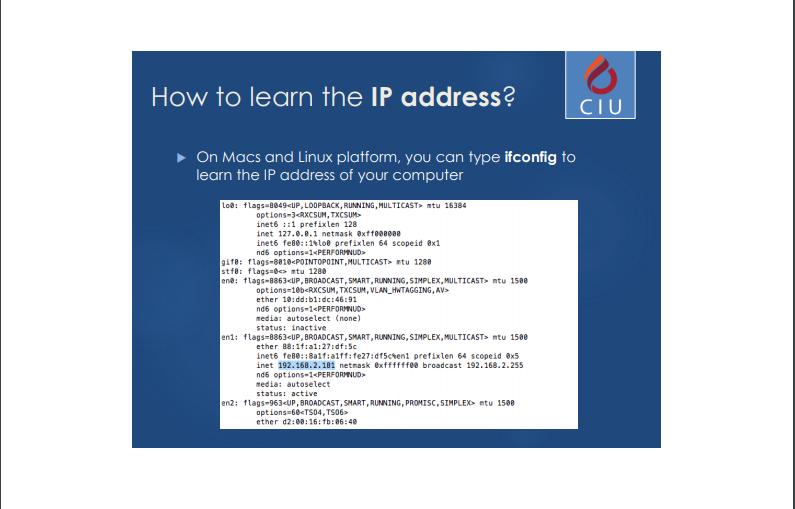 How to learn the IP address?
CIU
On Macs and Linux platform, you can type ifconfig to
learn the IP address of your computer
lo0: flags=8049<UP,LOOPBACK,RUNNING,MULTICAST> mtu 16384
options=3<RXCSUM,TXCSUM>
inet6 ::1 prefixlen 128
inet 127.0.0.1 netmask 0xff000000
inet6 fe80::1%lo0 prefixlen 64 scopeid 0x1
nd6 options=1<PERFORMNUD>
gif0: flags=8010<POINTOPOINT,MULTICAST> mtu 1280
stf0: flags=0<> mtu 1280
en0: flags=8863<UP,BROADCAST,SMART,RUNNING,SIMPLEX,MULTICAST> mtu 1500
options=10b<RXCSUM,TXCSUM,VLAN_HWTAGGING,AV>
ether 10:dd:b1:dc:46:91
nd6 options=1<PERFORMNUD>
media: autoselect (none)
status: inactive
en1: flags=8863<UP,BROADCAST,SMART,RUNNING,SIMPLEX,MULTICAST> mtu 1500
ether 88:1f:a1:27:df:5c
inet6 fe80::8a1f:a1ff:fe27:df5c%en1 prefixlen 64 scopeid 0x5
inet 192.168.2.101 netmask 0xffffff00 broadcast 192.168.2.255
nd6 options=1<PERFORMNUD>
media: autoselect
status: active
en2: flags=963<UP,BROADCAST,SMART,RUNNING,PROMISC,SIMPLEX> mtu 1500
options=60<TSO4,TSO6>
ether d2:00:16:fb:06:40